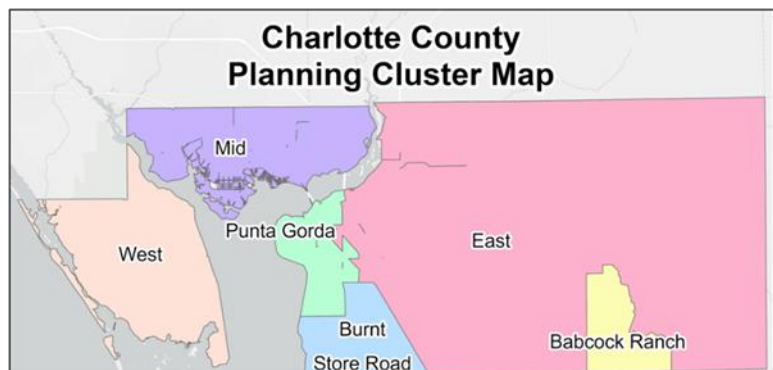 Charlotte County
Planning Cluster Map
Mid
Punta Gorda
West
East
Burnt
Store Road
Babcock Ranch